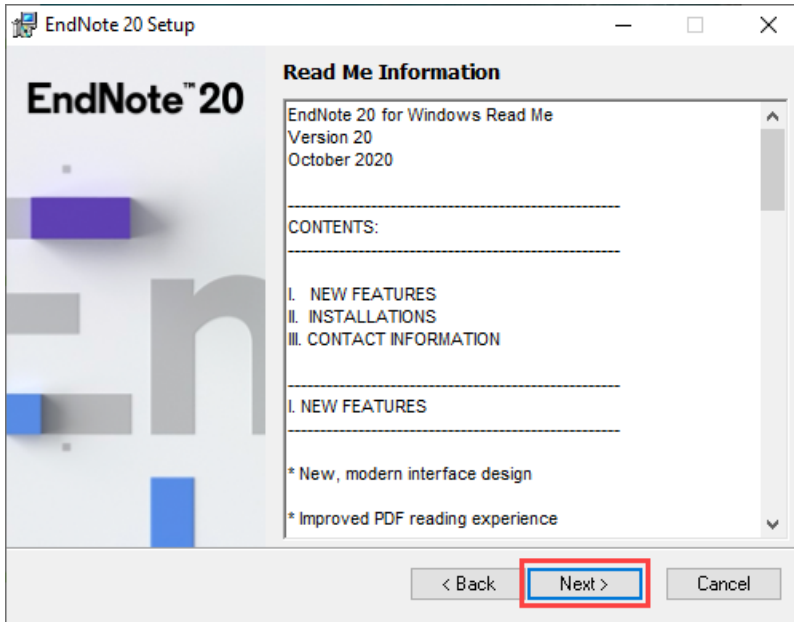 EndNote 20 Setup
EndNote™ 20
En
Read Me Information
EndNote 20 for Windows Read Me
Version 20
October 2020
------------------------------------------------------------
CONTENTS:
------------------------------------------------------------
I. NEW FEATURES
II. INSTALLATIONS
III. CONTACT INFORMATION
------------------------------------------------------------
I. NEW FEATURES
------------------------------------------------------------
* New, modern interface design
* Improved PDF reading experience
< Back Next > Cancel